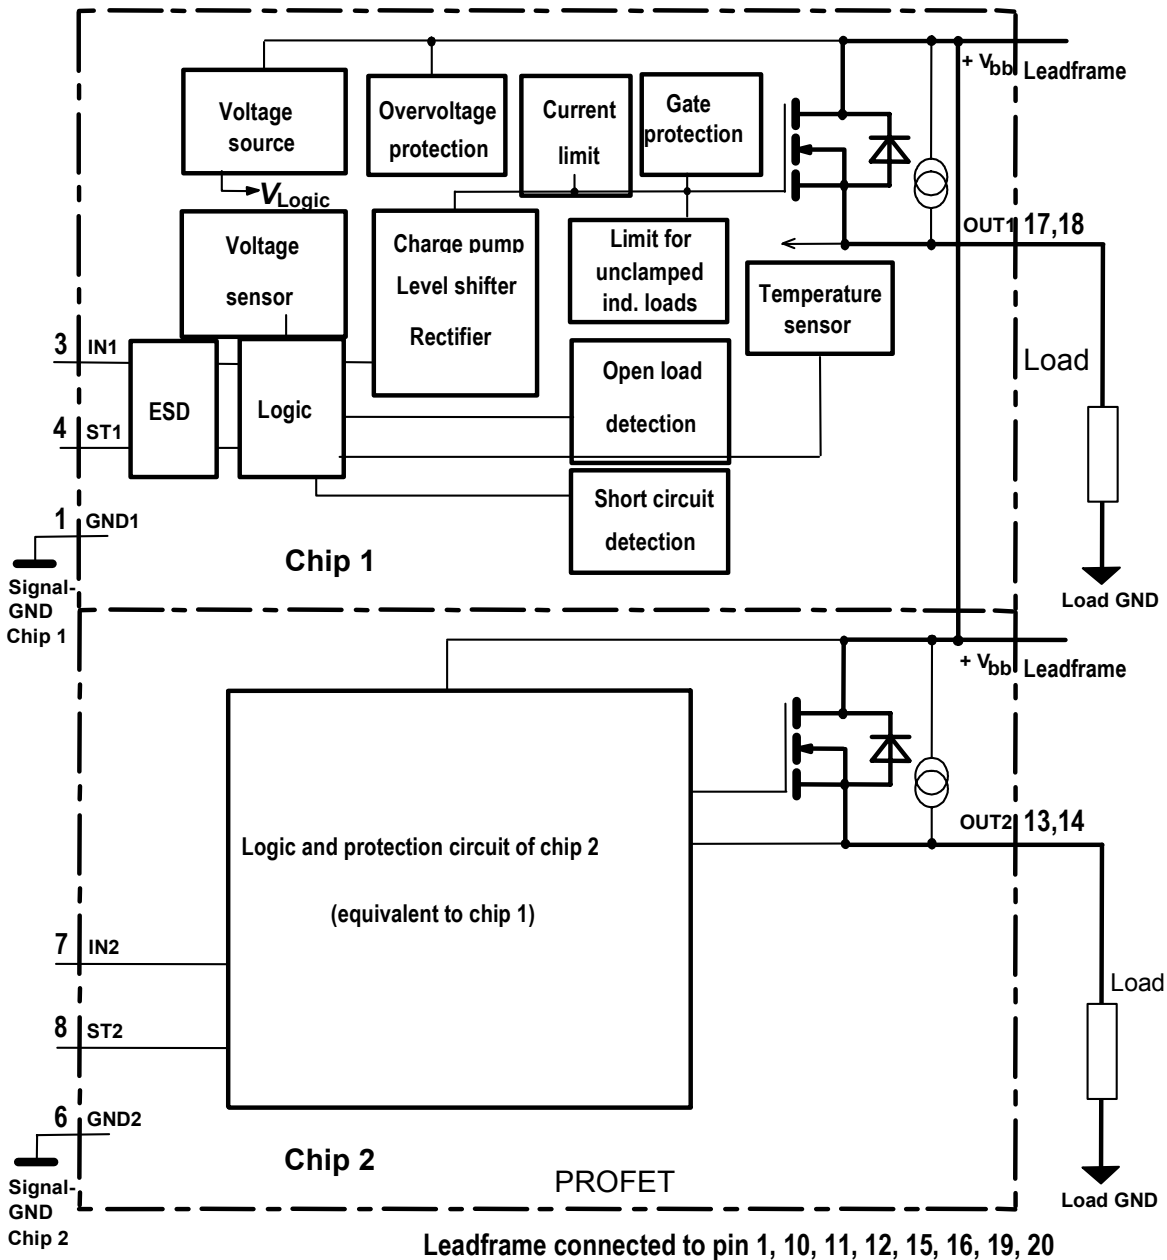 + Vbb Leadframe
Voltage
source
Overvoltage
protection
Current
limit
Gate
protection
VLogic
Voltage
sensor
Charge pump
Level shifter
Rectifier
Limit for
unclamped
ind. loads
OUT1 17,18
Temperature
sensor
3 IN1
ESD
Logic
Open load
detection
Load
4 ST1
Short circuit
detection
1 GND1
Signal-
GND
Chip 1
Chip 1
Load GND
+ Vbb Leadframe
OUT2 13,14
Logic and protection circuit of chip 2
(equivalent to chip 1)
7 IN2
8 ST2
Load
6 GND2
Signal-
GND
Chip 2
Chip 2
PROFET
Load GND
Leadframe connected to pin 1, 10, 11, 12, 15, 16, 19, 20